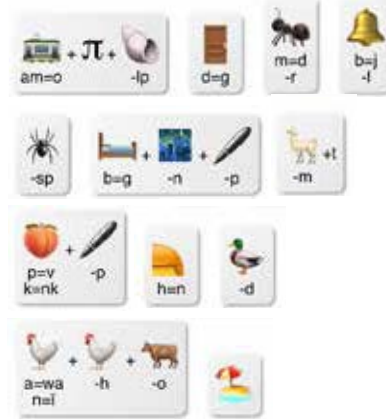 + π +
am=o -lp d=g m=d b=j
-r -l
+ + +t
-sp b=g -n -p -m
+
p=v -p h=n -d
k=nk
+ +
a=wa -h -o